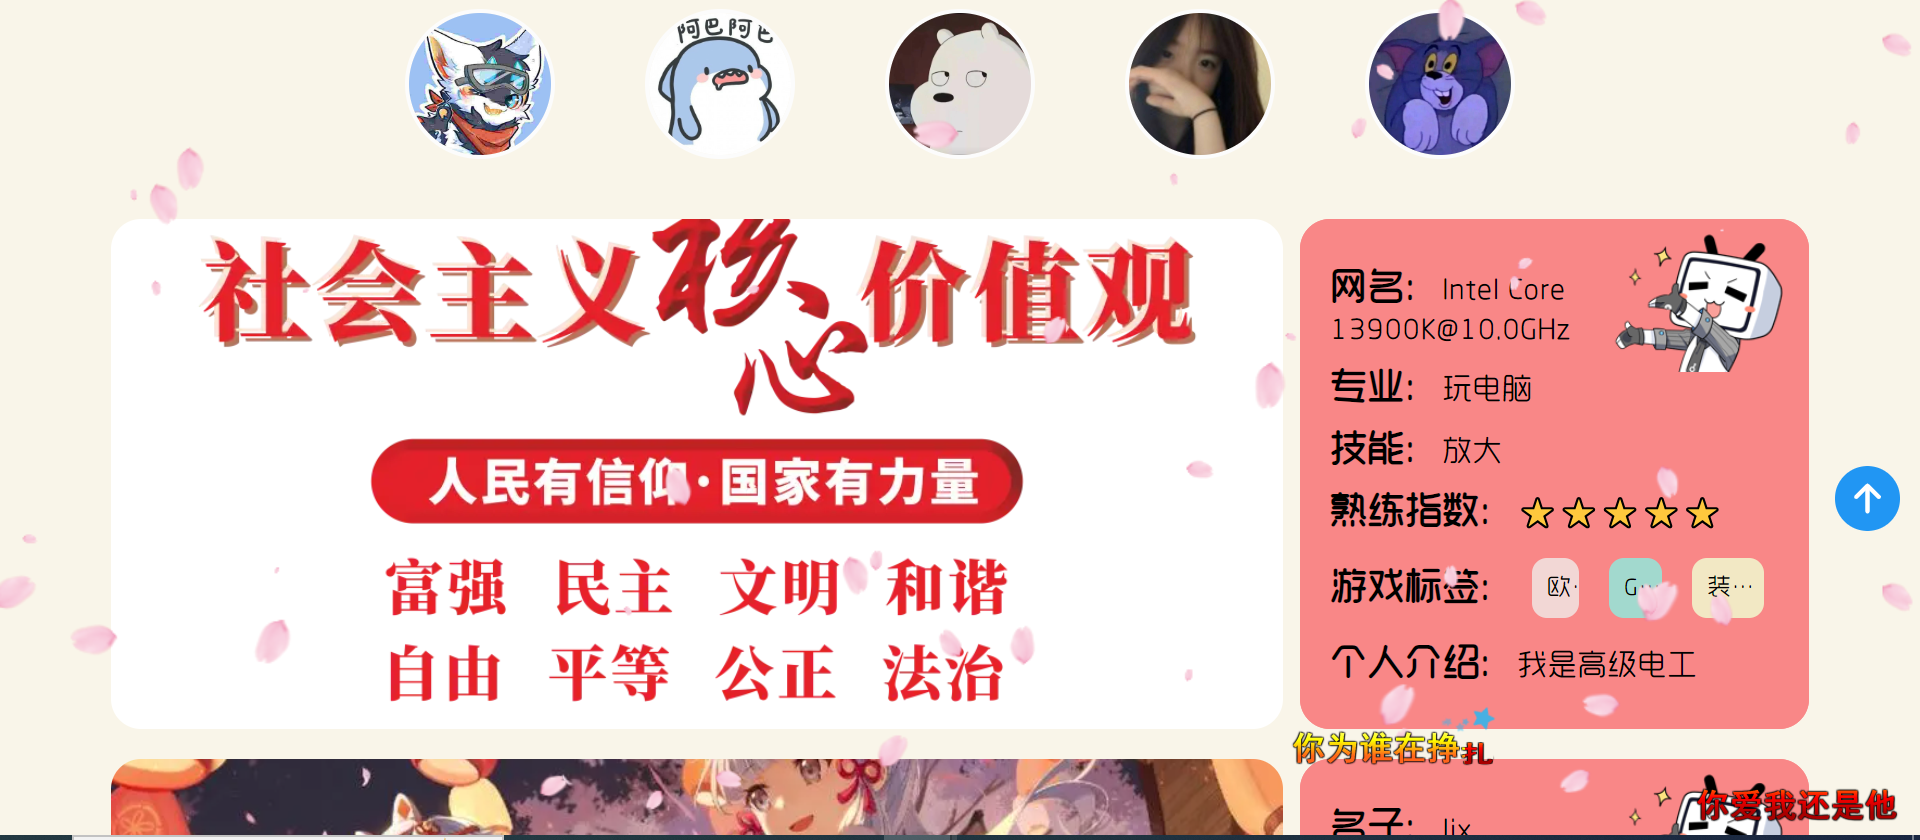 阿巴阿巴
社会主义核心价值观
人民有信仰·国家有力量
富强 民主 文明 和谐
自由 平等 公正 法治
网名: Intel Core
13900K@10.0GHz
专业: 玩电脑
技能: 放大
熟练指数:
游戏标签: 欧· G··· 装···
个人介绍: 我是高级电工
你为谁在挣扎
名子: lix
你爱我还是他